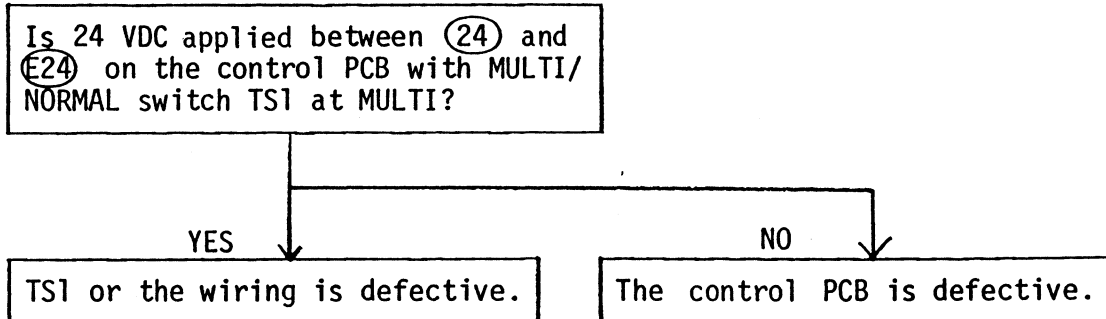 Is 24 VDC applied between 24 and
E24 on the control PCB with MULTI/
NORMAL switch TS1 at MULTI?
YES
NO
TS1 or the wiring is defective.
The control PCB is defective.